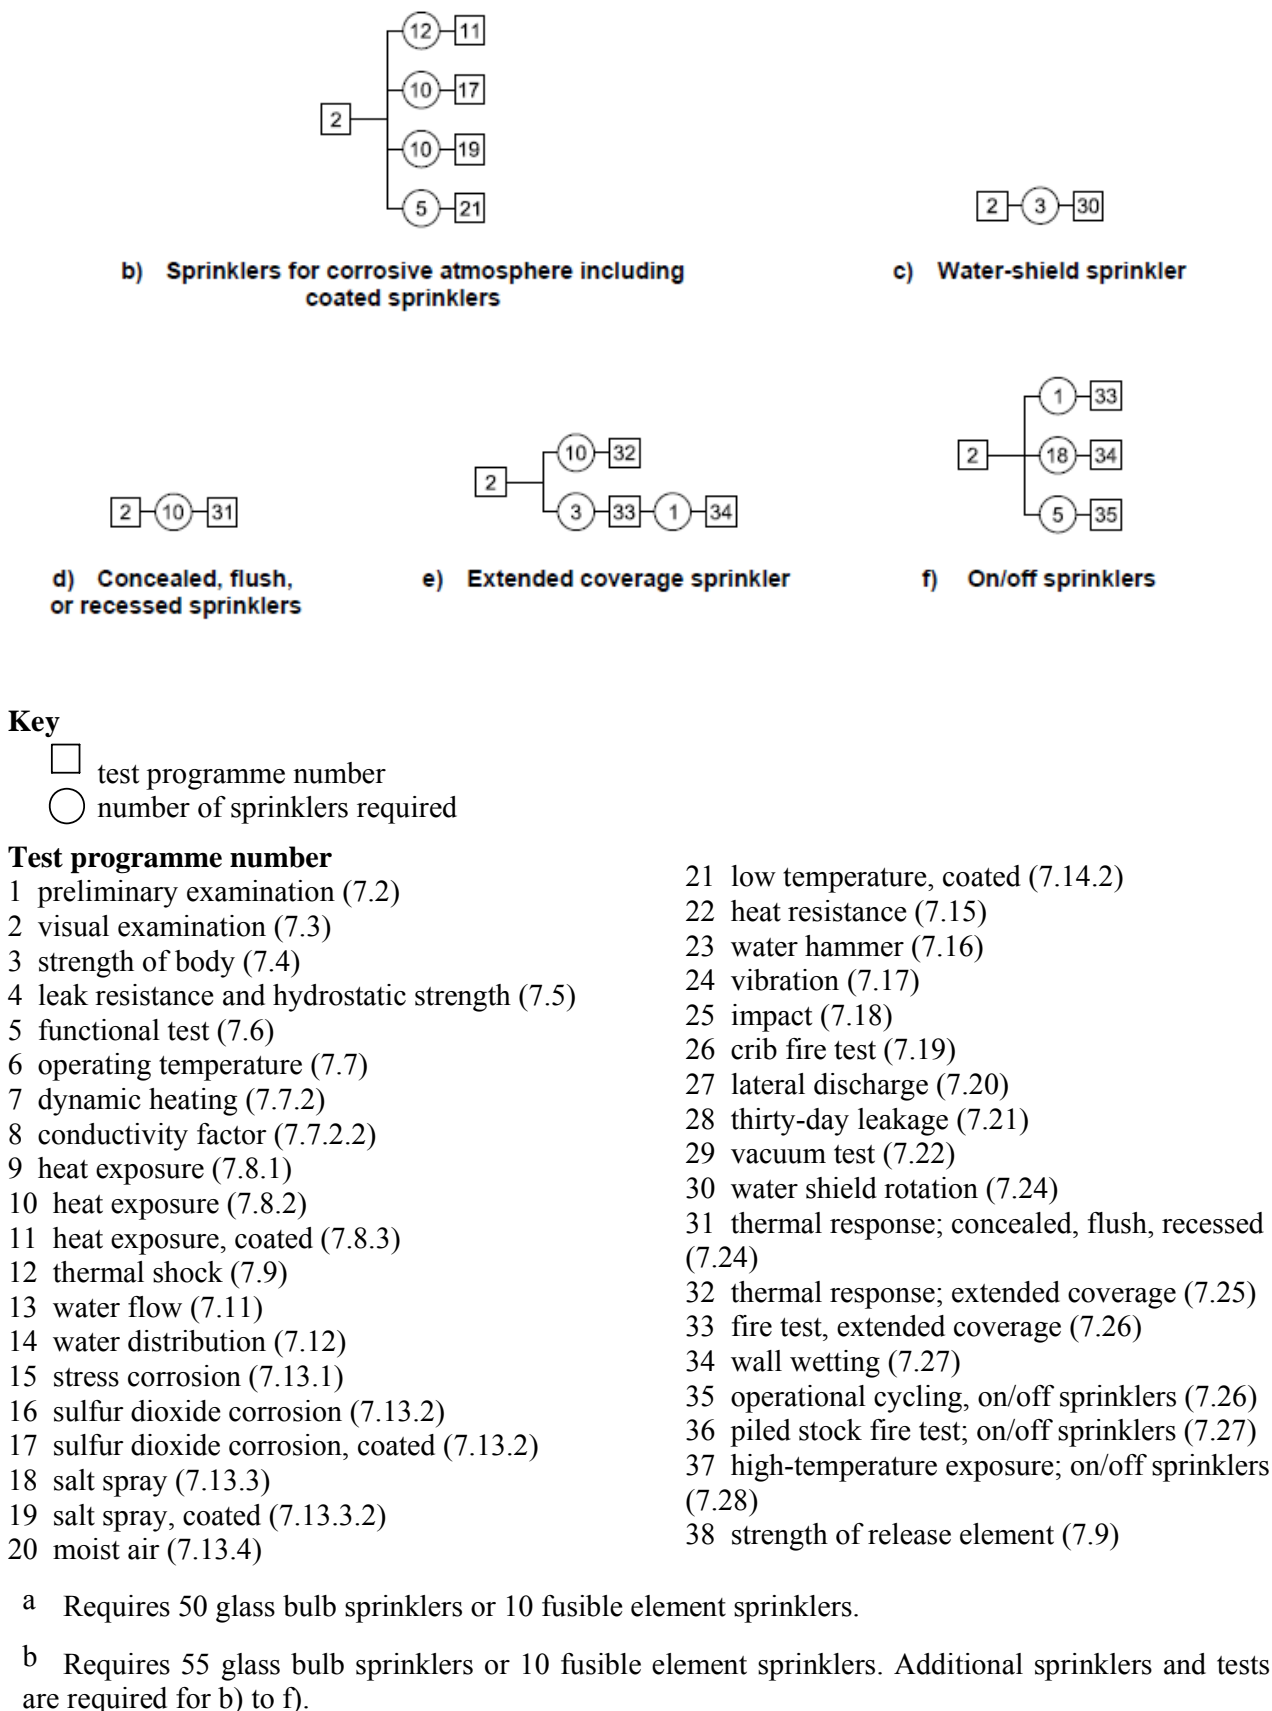 12 11
10 17
2
10 19
5 21
b) Sprinklers for corrosive atmosphere including
coated sprinklers
2 3 30
c) Water-shield sprinkler
2 10 31
d) Concealed, flush,
or recessed sprinklers
10 32
2
3 33 1 34
e) Extended coverage sprinkler
1 33
2 18 34
5 35
f) On/off sprinklers
Key
test programme number
number of sprinklers required
Test programme number
1 preliminary examination (7.2)
2 visual examination (7.3)
3 strength of body (7.4)
4 leak resistance and hydrostatic strength (7.5)
5 functional test (7.6)
6 operating temperature (7.7)
7 dynamic heating (7.7.2)
8 conductivity factor (7.7.2.2)
9 heat exposure (7.8.1)
10 heat exposure (7.8.2)
11 heat exposure, coated (7.8.3)
12 thermal shock (7.9)
13 water flow (7.11)
14 water distribution (7.12)
15 stress corrosion (7.13.1)
16 sulfur dioxide corrosion (7.13.2)
17 sulfur dioxide corrosion, coated (7.13.2)
18 salt spray (7.13.3)
19 salt spray, coated (7.13.3.2)
20 moist air (7.13.4)
21 low temperature, coated (7.14.2)
22 heat resistance (7.15)
23 water hammer (7.16)
24 vibration (7.17)
25 impact (7.18)
26 crib fire test (7.19)
27 lateral discharge (7.20)
28 thirty-day leakage (7.21)
29 vacuum test (7.22)
30 water shield rotation (7.24)
31 thermal response; concealed, flush, recessed
(7.24)
32 thermal response; extended coverage (7.25)
33 fire test, extended coverage (7.26)
34 wall wetting (7.27)
35 operational cycling, on/off sprinklers (7.26)
36 piled stock fire test; on/off sprinklers (7.27)
37 high-temperature exposure; on/off sprinklers
(7.28)
38 strength of release element (7.9)
a Requires 50 glass bulb sprinklers or 10 fusible element sprinklers.
b Requires 55 glass bulb sprinklers or 10 fusible element sprinklers. Additional sprinklers and tests
are required for b) to f).